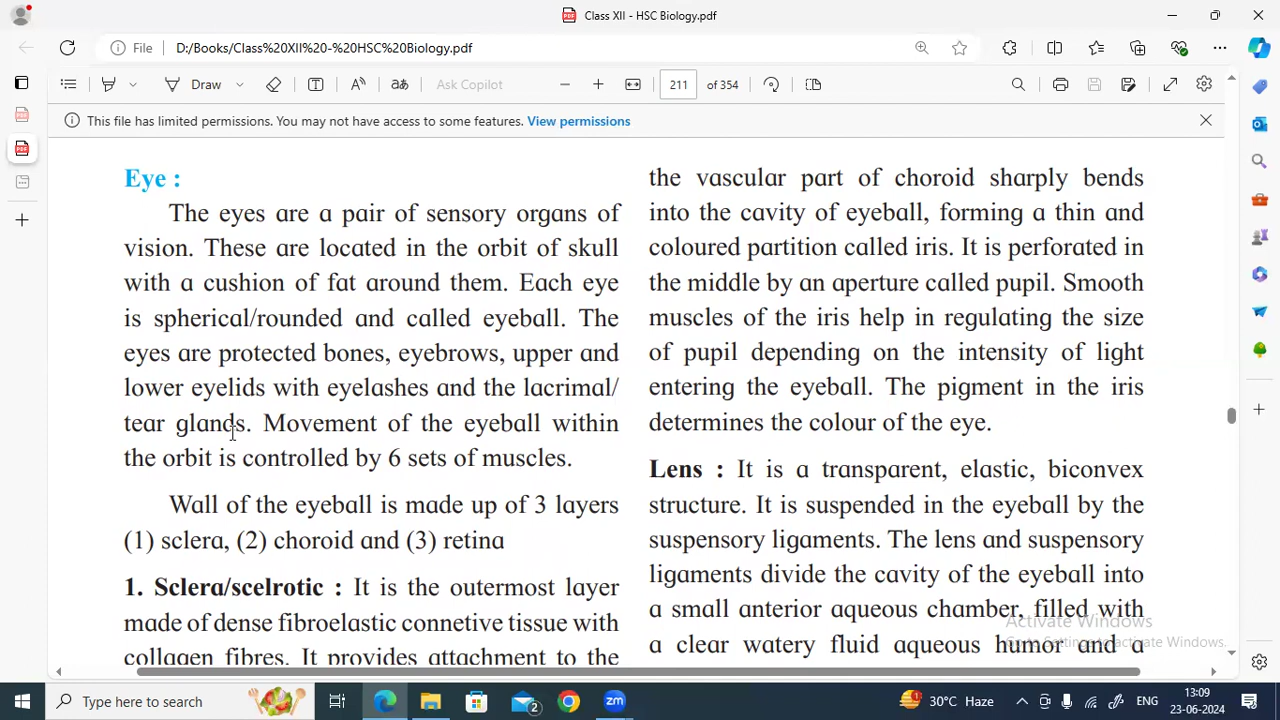 Class XII - HSC Biology.pdf
File
D:/Books/Class%20XII%20-%20HSC%20Biology.pdf
Draw
Ask Copilot
211 of 354
This file has limited permissions. You may not have access to some features. View permissions
Eye :
The eyes are a pair of sensory organs of
vision. These are located in the orbit of skull
with a cushion of fat around them. Each eye
is spherical/rounded and called eyeball. The
eyes are protected bones, eyebrows, upper and
lower eyelids with eyelashes and the lacrimal/
tear glands. Movement of the eyeball within
the orbit is controlled by 6 sets of muscles.
Wall of the eyeball is made up of 3 layers
(1) sclera, (2) choroid and (3) retina
1. Sclera/scelrotic : It is the outermost layer
made of dense fibroelastic connetive tissue with
collagen fibres. It provides attachment to the
the vascular part of choroid sharply bends
into the cavity of eyeball, forming a thin and
coloured partition called iris. It is perforated in
the middle by an aperture called pupil. Smooth
muscles of the iris help in regulating the size
of pupil depending on the intensity of light
entering the eyeball. The pigment in the iris
determines the colour of the eye.
Lens : It is a transparent, elastic, biconvex
structure. It is suspended in the eyeball by the
suspensory ligaments. The lens and suspensory
ligaments divide the cavity of the eyeball into
a small anterior aqueous chamber, filled with
a clear watery fluid aqueous humor and a
Activate Windows
Go to Settings to activate Windows.
Type here to search
2
30°C Haze
ENG
13:09
23-06-2024